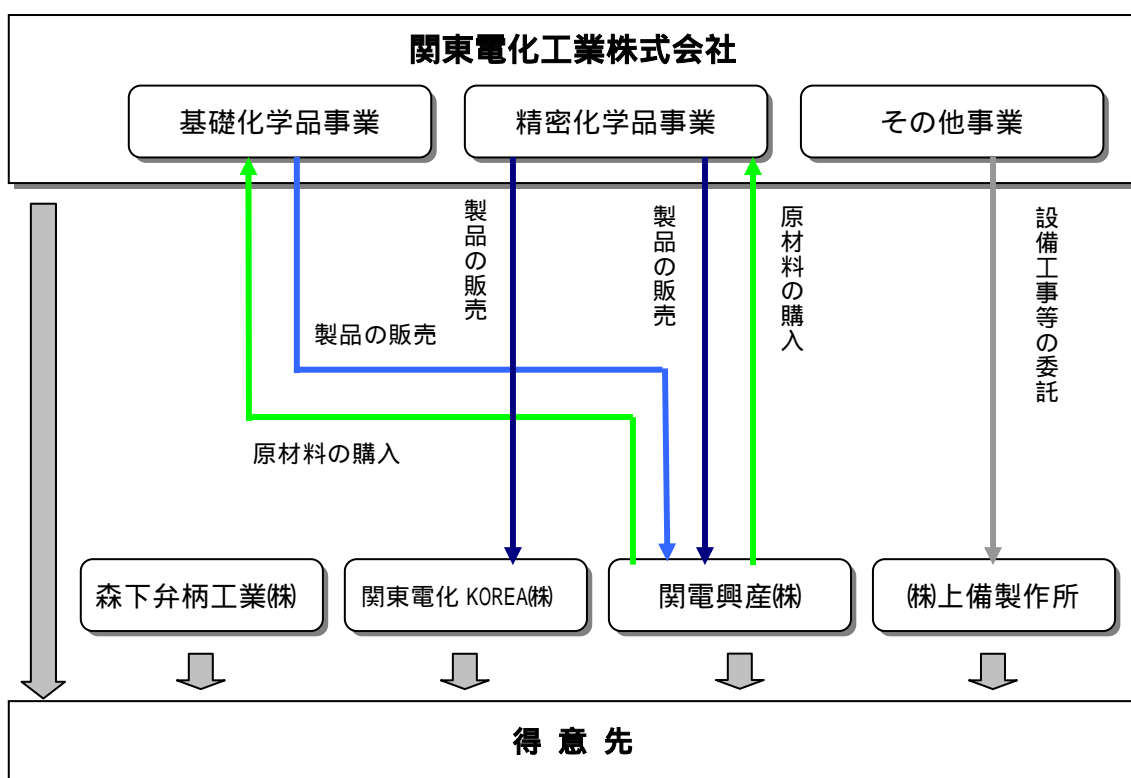 関東電化工業株式会社
基礎化学品事業
精密化学品事業
その他事業
製品の販売
製品の販売
原材料の購入
設備工事等の委託
製品の販売
原材料の購入
森下弁柄工業㈱
関東電化 KOREA㈱
関電興産㈱
㈱上備製作所
得 意 先